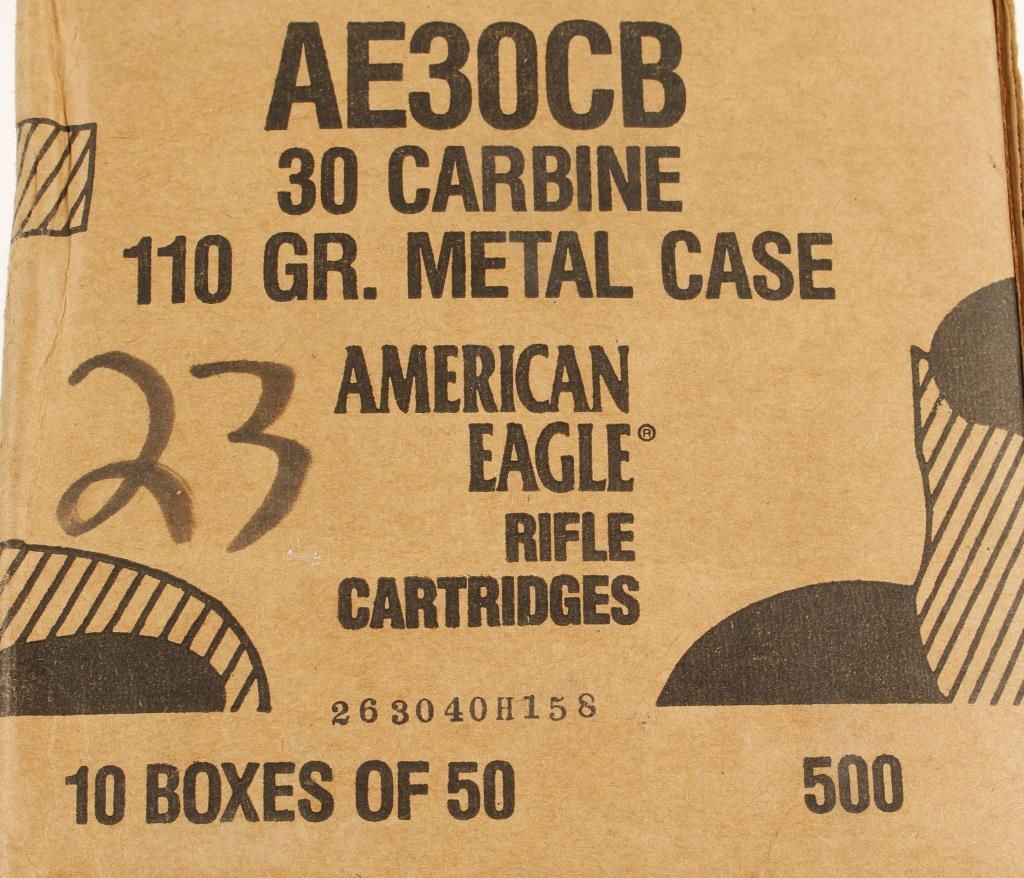 AE30CB
30 CARBINE
110 GR. METAL CASE
23
AMERICAN
EAGLE®
RIFLE
CARTRIDGES
263040H158
10 BOXES OF 50
500